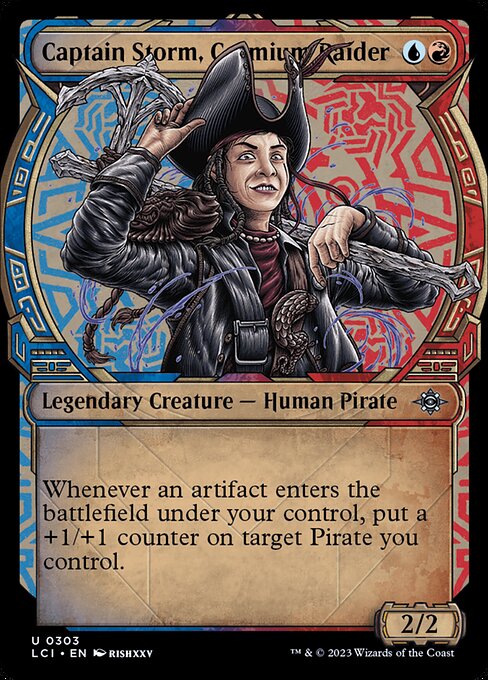 Captain Storm, Cosmium Raider
Legendary Creature — Human Pirate
Whenever an artifact enters the
battlefield under your control, put a
+1/+1 counter on target Pirate you
control.
2/2
U 0303
LCI • EN RISHXXV
™ & © 2023 Wizards of the Coast